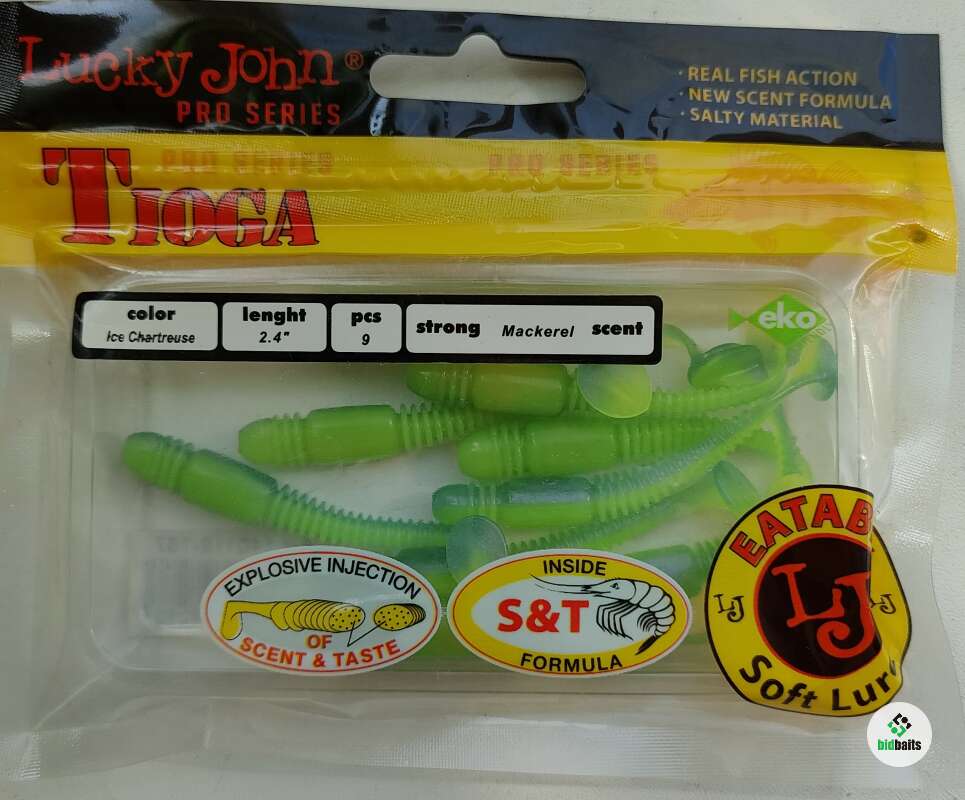 Lucky John®
PRO SERIES
· REAL FISH ACTION
· NEW SCENT FORMULA
· SALTY MATERIAL
PRO SERIES PRO SERIES
TIOGA
color lenght pcs strong Mackerel scent
Ice Chartreuse 2.4" 9
eko
EXPLOSIVE INJECTION
OF
SCENT & TASTE
INSIDE
S&T
FORMULA
EATAB
LJ LJ LJ
Soft Lure
bidbaits